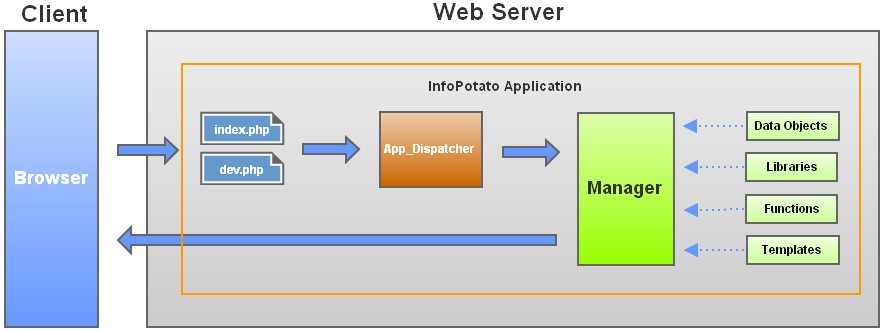 Client
Web Server
InfoPotato Application
Browser
index.php
dev.php
App_Dispatcher
Manager
Data Objects
Libraries
Functions
Templates